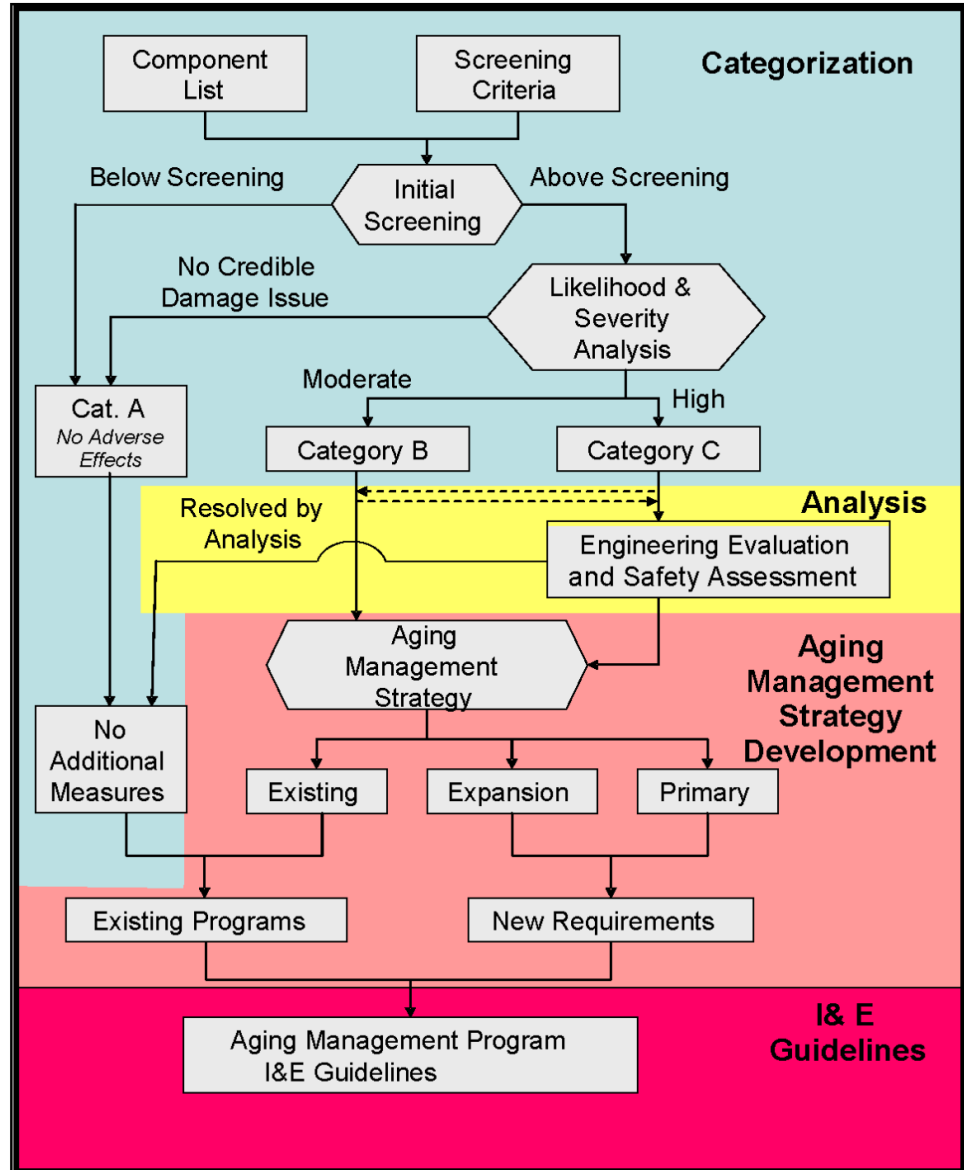 Component
List
Screening
Criteria
Categorization
Below Screening
Initial
Screening
Above Screening
No Credible
Damage Issue
Likelihood &
Severity
Analysis
Moderate
High
Cat. A
No Adverse
Effects
Category B
Category C
Analysis
Resolved by
Analysis
Engineering Evaluation
and Safety Assessment
Aging
Management
Strategy
Aging
Management
Strategy
Development
No
Additional
Measures
Existing
Expansion
Primary
Existing Programs
New Requirements
I& E
Guidelines
Aging Management Program
I&E Guidelines